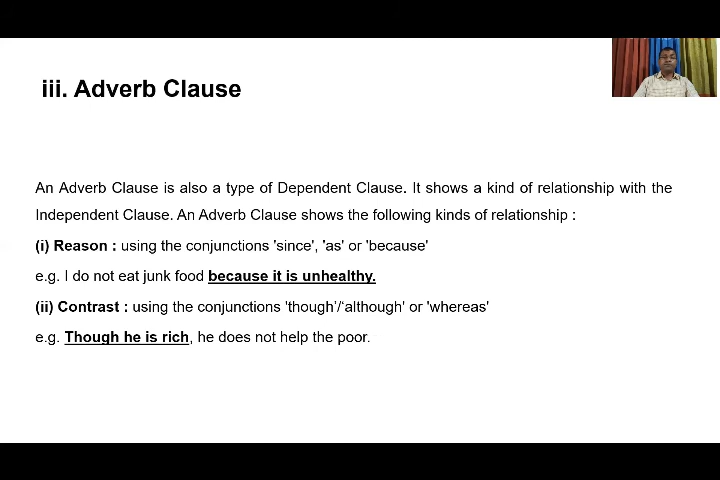 iii. Adverb Clause
An Adverb Clause is also a type of Dependent Clause. It shows a kind of relationship with the
Independent Clause. An Adverb Clause shows the following kinds of relationship :
(i) Reason : using the conjunctions 'since', 'as' or 'because'
e.g. I do not eat junk food because it is unhealthy.
(ii) Contrast : using the conjunctions 'though'/‘although' or 'whereas'
e.g. Though he is rich, he does not help the poor.